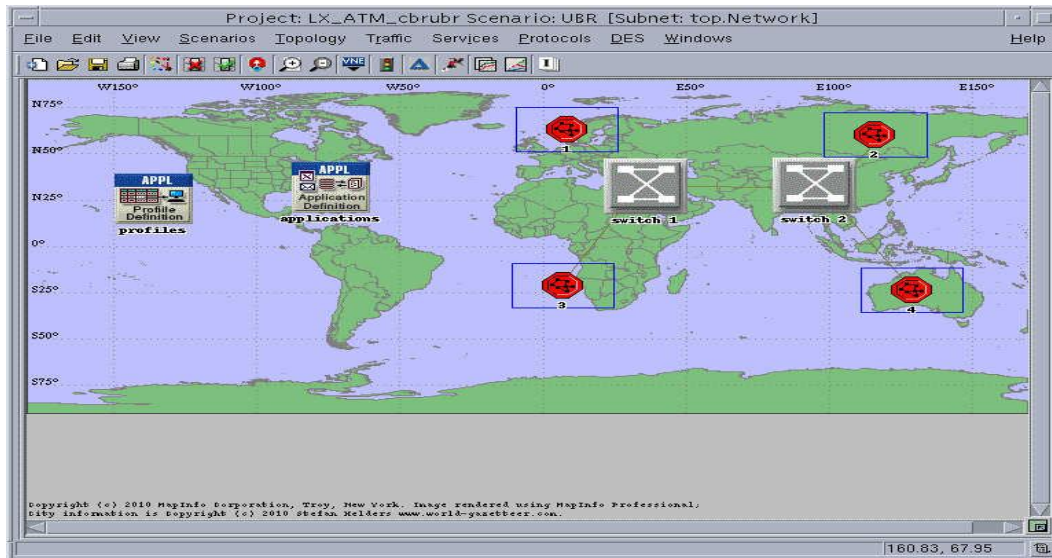 Project: LX_ATM_cbrubr Scenario: UBR [Subnet: top.Network]
File Edit View Scenarios Topology Traffic Services Protocols DES Windows Help
VNE
W150° W100° W50° 0° E50° E100° E150°
N75°
N50°
N25°
0°
S25°
S50°
S75°
APPL
Profile
Definition
profiles
APPL
Application
Definition
applications
1
2
switch 1
switch 2
3
4
Copyright (c) 2010 MapInfo Corporation, Troy, New York. Image rendered using MapInfo Professional;
City information is Copyright (c) 2010 Stefan Helders www.world-gazetteer.com.
160.83, 67.95